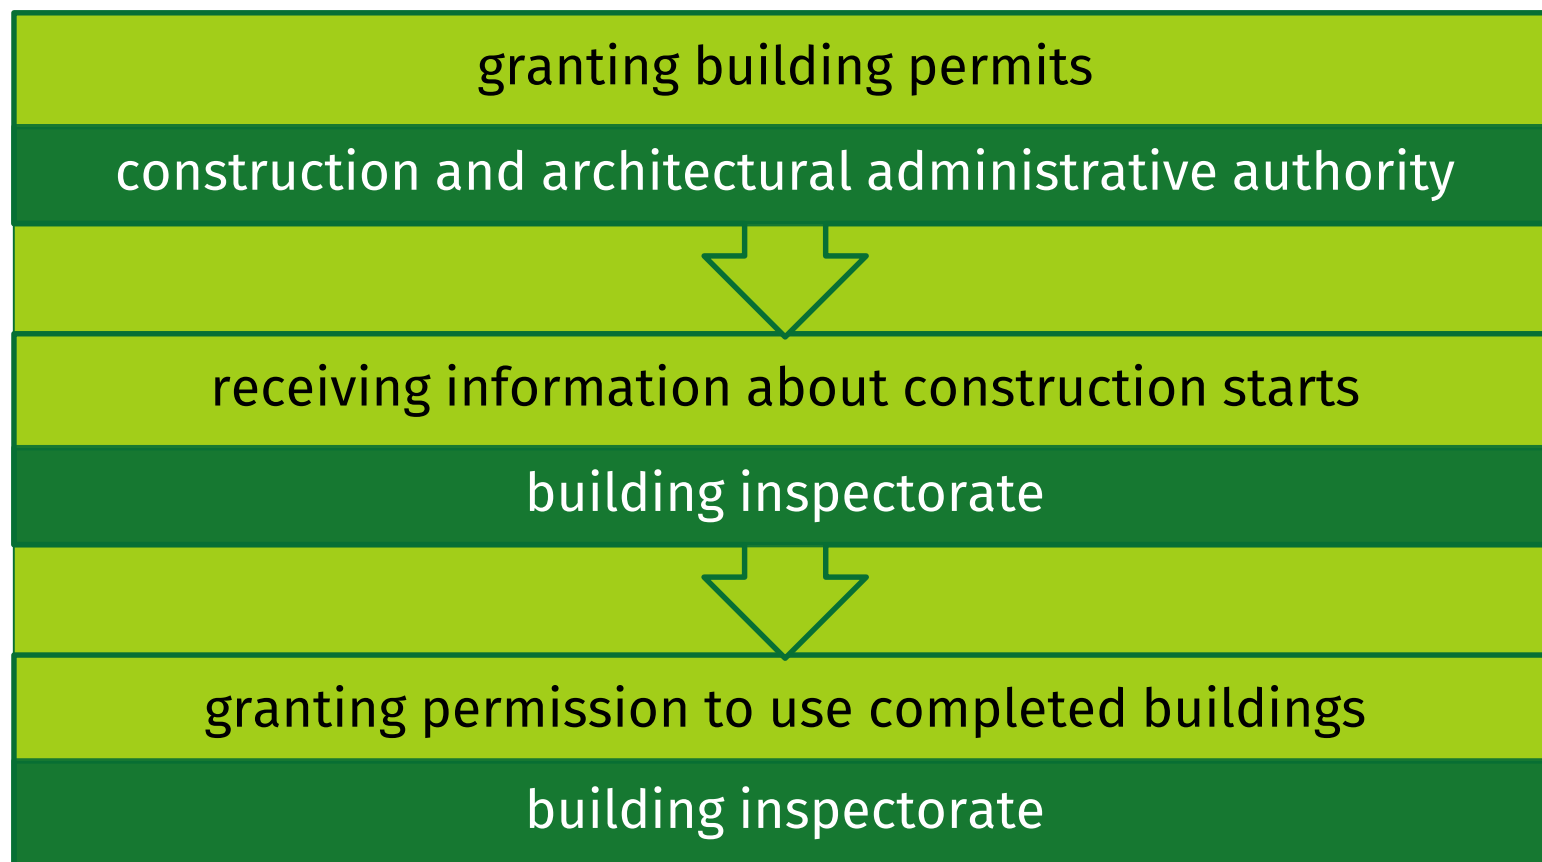 granting building permits
construction and architectural administrative authority
receiving information about construction starts
building inspectorate
granting permission to use completed buildings
building inspectorate